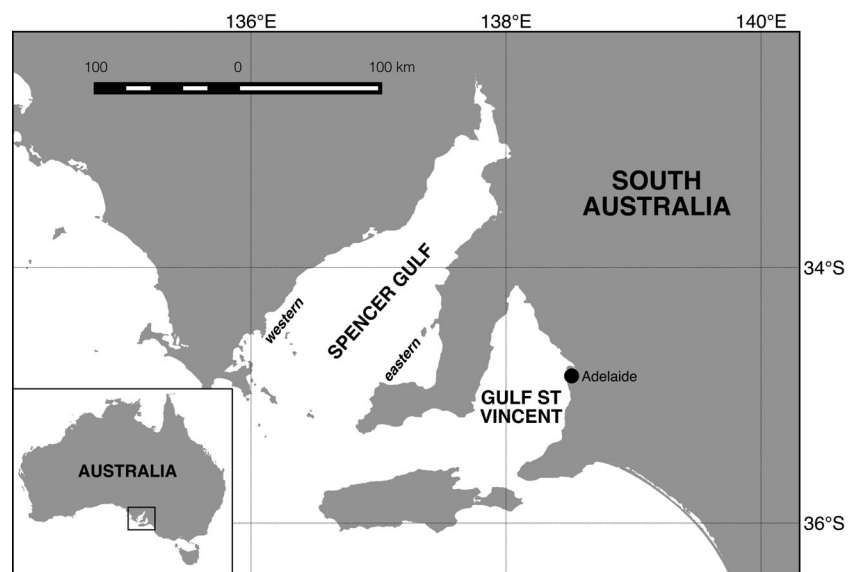 136°E 138°E 140°E
100 0 100 km
SOUTH
AUSTRALIA
34°S
SPENCER GULF
western
eastern
Adelaide
GULF ST
VINCENT
AUSTRALIA
36°S